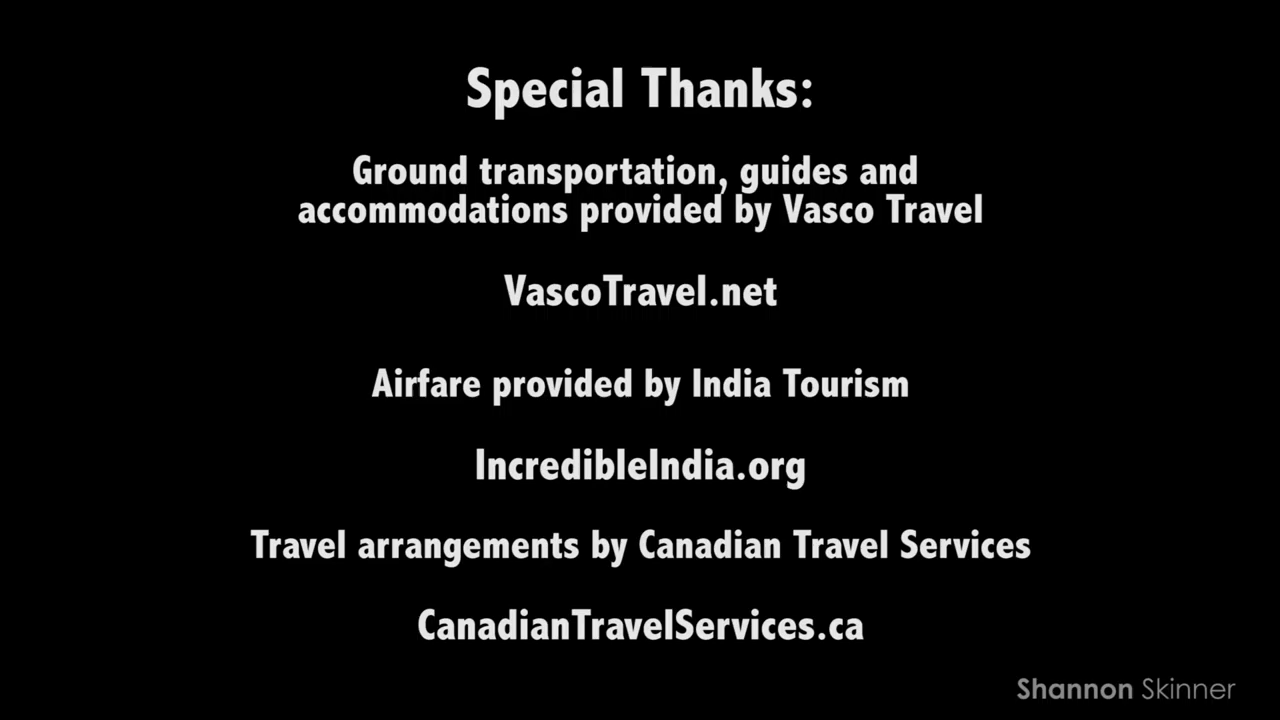 Special Thanks:
Ground transportation, guides and
accommodations provided by Vasco Travel
VascoTravel.net
Airfare provided by India Tourism
IncredibleIndia.org
Travel arrangements by Canadian Travel Services
CanadianTravelServices.ca
Shannon Skinner